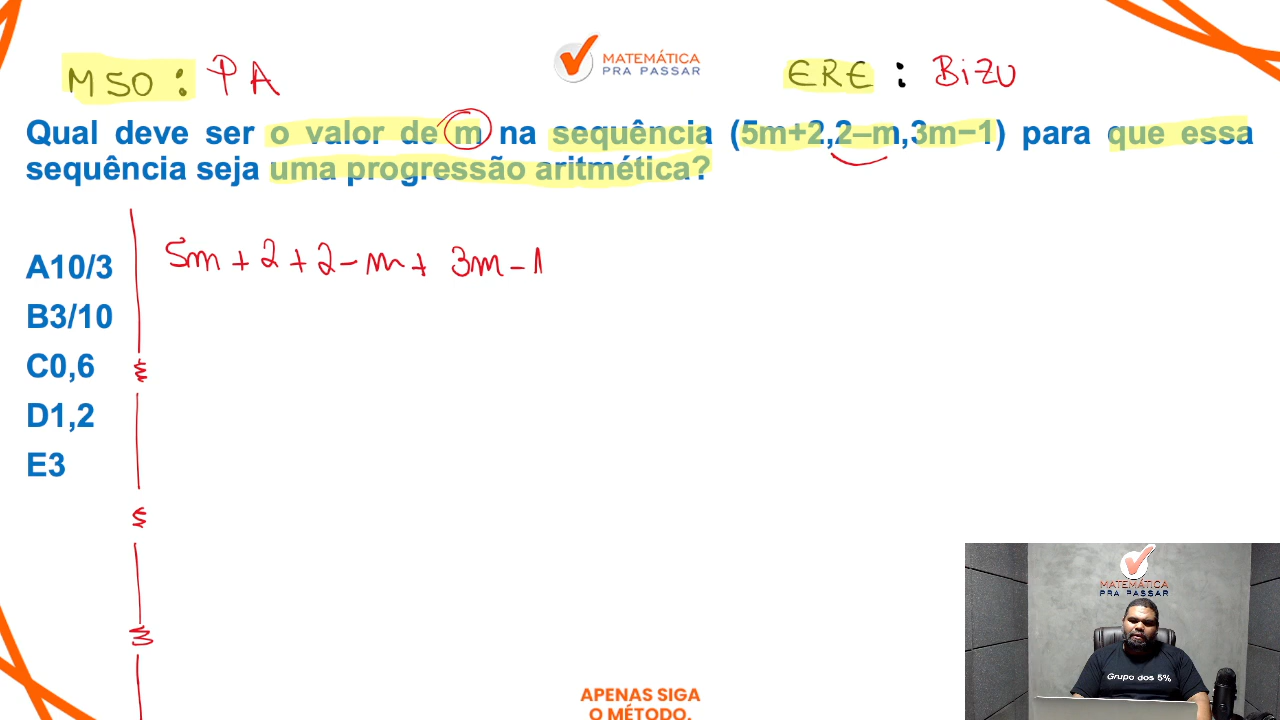 MSO : PA
MATEMÁTICA
PRA PASSAR
ERE : BIZU
Qual deve ser o valor de m na sequência (5m+2,2–m,3m−1) para que essa
sequência seja uma progressão aritmética?
5m + 2 + 2 - m + 3m - 1
A10/3
B3/10
C0,6
D1,2
E3
MATEMÁTICA
PRA PASSAR
Grupo dos 5%
APENAS SIGA
O MÉTODO.